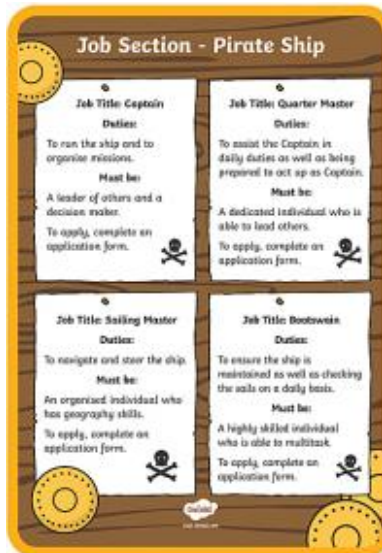 Job Section - Pirate Ship
Job Title: Captain
Duties:
To run the ship and to
organise missions.
Must be:
A leader of others and a
decision maker.
To apply, complete an
application form.
Job Title: Quarter Master
Duties:
To assist the Captain in
daily duties as well as being
prepared to act up as Captain.
Must be:
A dedicated individual who is
able to lead others.
To apply, complete an
application form.
Job Title: Sailing Master
Duties:
To navigate and steer the ship.
Must be:
An organised individual who
has geography skills.
To apply, complete an
application form.
Job Title: Boatswain
Duties:
To ensure the ship is
maintained as well as checking
the sails on a daily basis.
Must be:
A highly skilled individual
who is able to multitask.
To apply, complete an
application form.